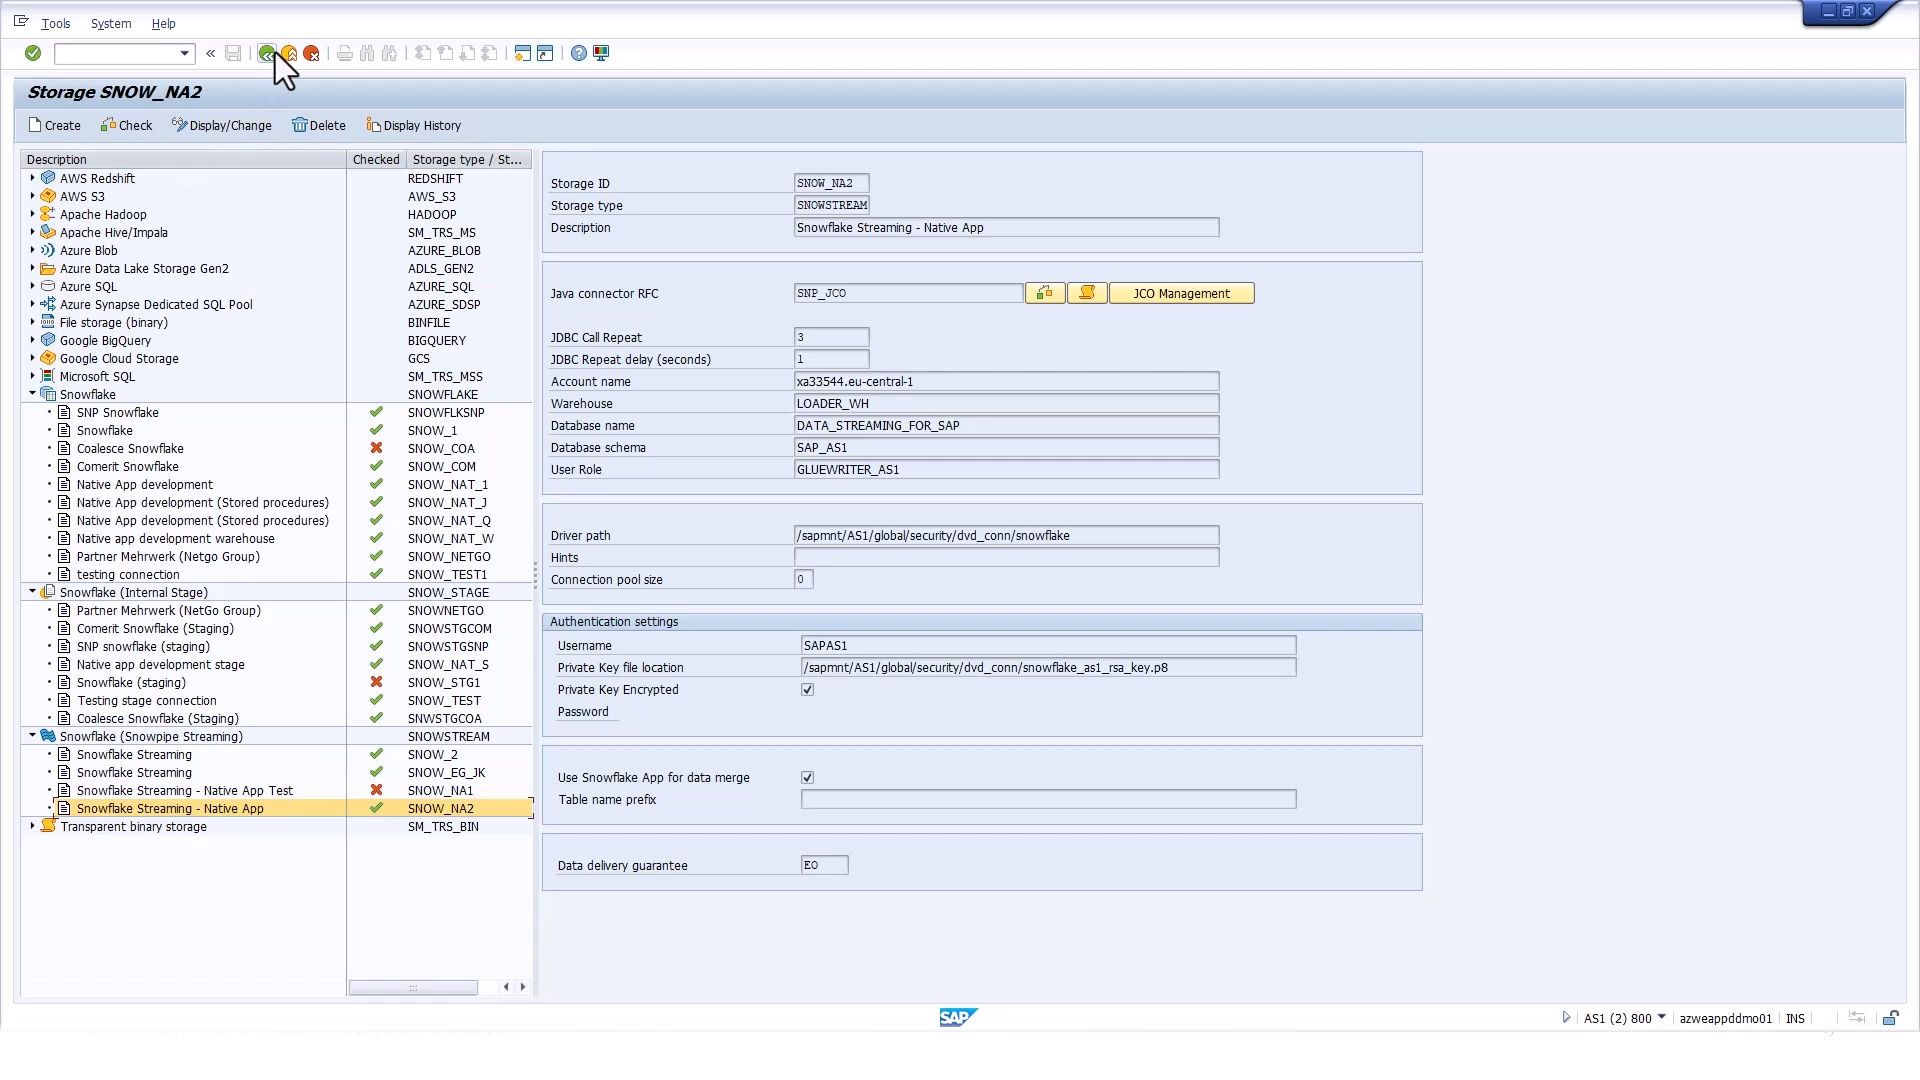 Tools System Help
Storage SNOW_NA2
Create Check Display/Change Delete Display History
Description Checked Storage type / St...
AWS Redshift REDSHIFT
AWS S3 AWS_S3
Apache Hadoop HADOOP
Apache Hive/Impala SM_TRS_MS
Azure Blob AZURE_BLOB
Azure Data Lake Storage Gen2 ADLS_GEN2
Azure SQL AZURE_SQL
Azure Synapse Dedicated SQL Pool AZURE_SDSP
File storage (binary) BINFILE
Google BigQuery BIGQUERY
Google Cloud Storage GCS
Microsoft SQL SM_TRS_MSS
Snowflake SNOWFLAKE
SNP Snowflake SNOWFLKSNP
Snowflake SNOW_1
Coalesce Snowflake SNOW_COA
Comerit Snowflake SNOW_COM
Native App development SNOW_NAT_1
Native App development (Stored procedures) SNOW_NAT_J
Native App development (Stored procedures) SNOW_NAT_Q
Native app development warehouse SNOW_NAT_W
Partner Mehrwerk (Netgo Group) SNOW_NETGO
testing connection SNOW_TEST1
Snowflake (Internal Stage) SNOW_STAGE
Partner Mehrwerk (NetGo Group) SNOWNETGO
Comerit Snowflake (Staging) SNOWSTGCOM
SNP snowflake (staging) SNOWSTGSNP
Native app development stage SNOW_NAT_S
Snowflake (staging) SNOW_STG1
Testing stage connection SNOW_TEST
Coalesce Snowflake (Staging) SNWSTGCOA
Snowflake (Snowpipe Streaming) SNOWSTREAM
Snowflake Streaming SNOW_2
Snowflake Streaming SNOW_EG_JK
Snowflake Streaming - Native App Test SNOW_NA1
Snowflake Streaming - Native App SNOW_NA2
Transparent binary storage SM_TRS_BIN
Storage ID SNOW_NA2
Storage type SNOWSTREAM
Description Snowflake Streaming - Native App
Java connector RFC SNP_JCO JCO Management
JDBC Call Repeat 3
JDBC Repeat delay (seconds) 1
Account name xa33544.eu-central-1
Warehouse LOADER_WH
Database name DATA_STREAMING_FOR_SAP
Database schema SAP_AS1
User Role GLUEWRITER_AS1
Driver path /sapmnt/AS1/global/security/dvd_conn/snowflake
Hints
Connection pool size 0
Authentication settings
Username SAPAS1
Private Key file location /sapmnt/AS1/global/security/dvd_conn/snowflake_as1_rsa_key.p8
Private Key Encrypted
Password
Use Snowflake App for data merge
Table name prefix
Data delivery guarantee EO
SAP
AS1 (2) 800 azweappddmo01 INS